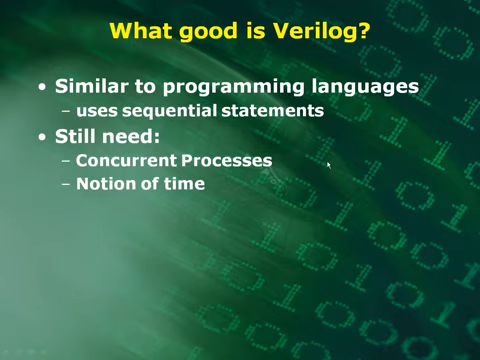 What good is Verilog?
• Similar to programming languages
– uses sequential statements
• Still need:
– Concurrent Processes
– Notion of time